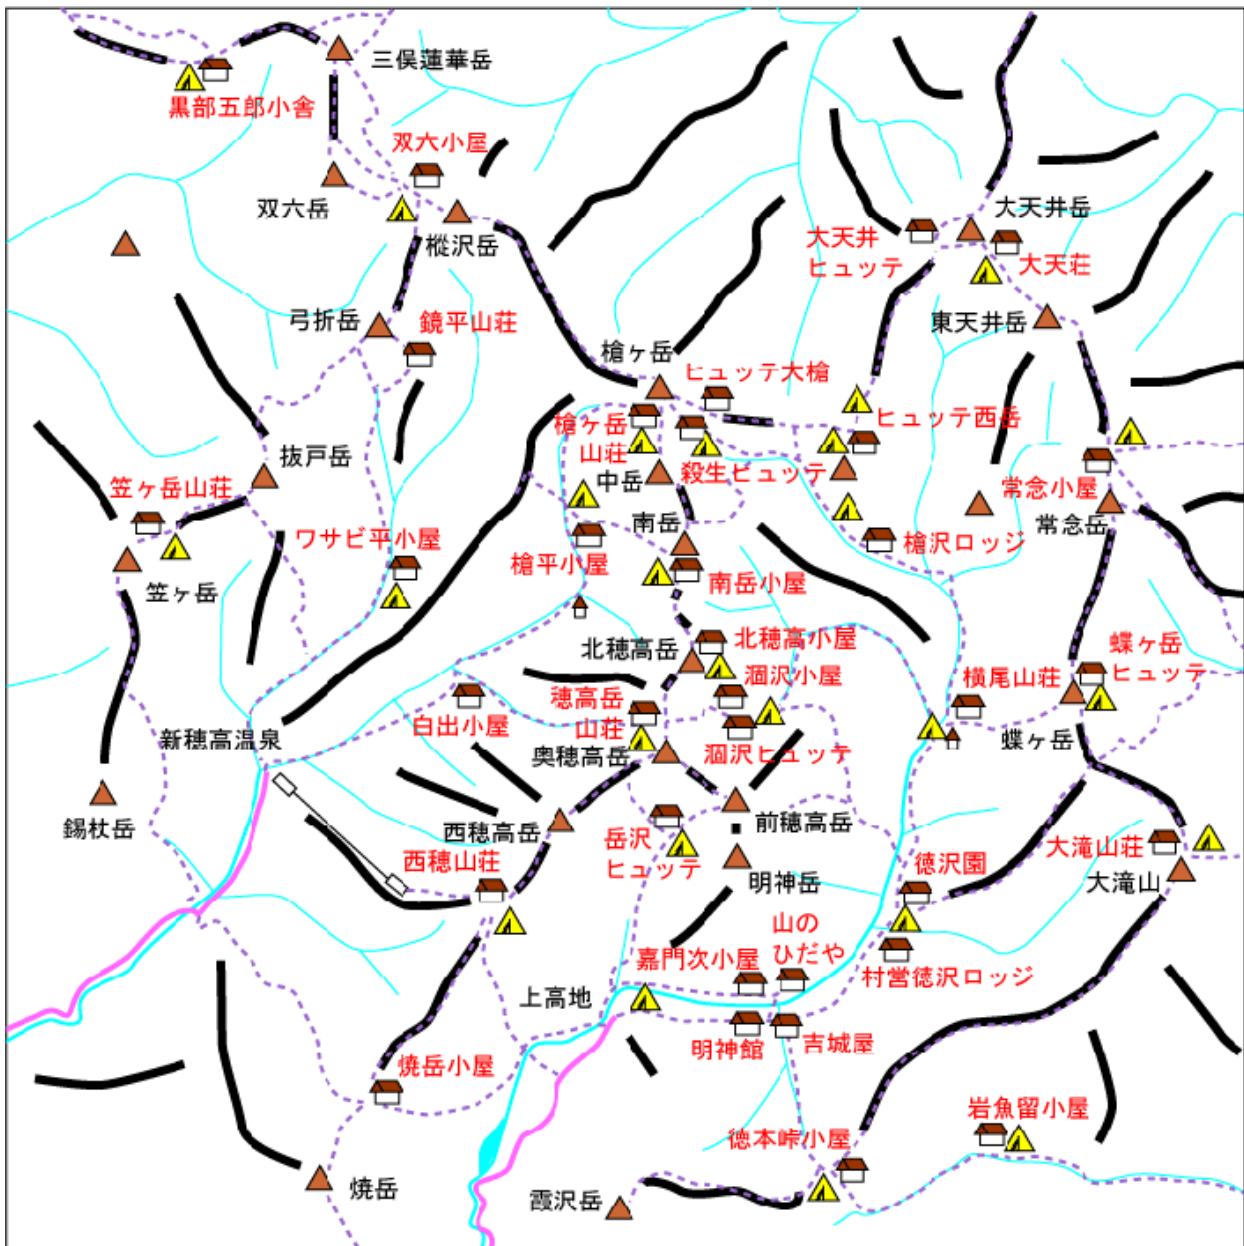 三俣蓮華岳
黒部五郎小舎
双六小屋
双六岳
樅沢岳
大天井岳
大天井
ヒュッテ
大天荘
弓折岳
鏡平山荘
東天井岳
槍ヶ岳
ヒュッテ大槍
槍ヶ岳
山荘
ヒュッテ西岳
抜戸岳
中岳
殺生ヒュッテ
笠ヶ岳山荘
常念小屋
常念岳
南岳
ワサビ平小屋
槍平小屋
槍沢ロッジ
笠ヶ岳
南岳小屋
北穂高小屋
北穂高岳
涸沢小屋
横尾山荘
蝶ヶ岳
ヒュッテ
穂高岳
山荘
白出小屋
新穂高温泉
奥穂高岳
涸沢ヒュッテ
蝶ヶ岳
錫杖岳
西穂高岳
岳沢
ヒュッテ
前穂高岳
大滝山荘
西穂山荘
明神岳
徳沢園
大滝山
山の
ひだや
嘉門次小屋
村営徳沢ロッジ
上高地
明神館
吉城屋
焼岳小屋
岩魚留小屋
徳本峠小屋
焼岳
霞沢岳